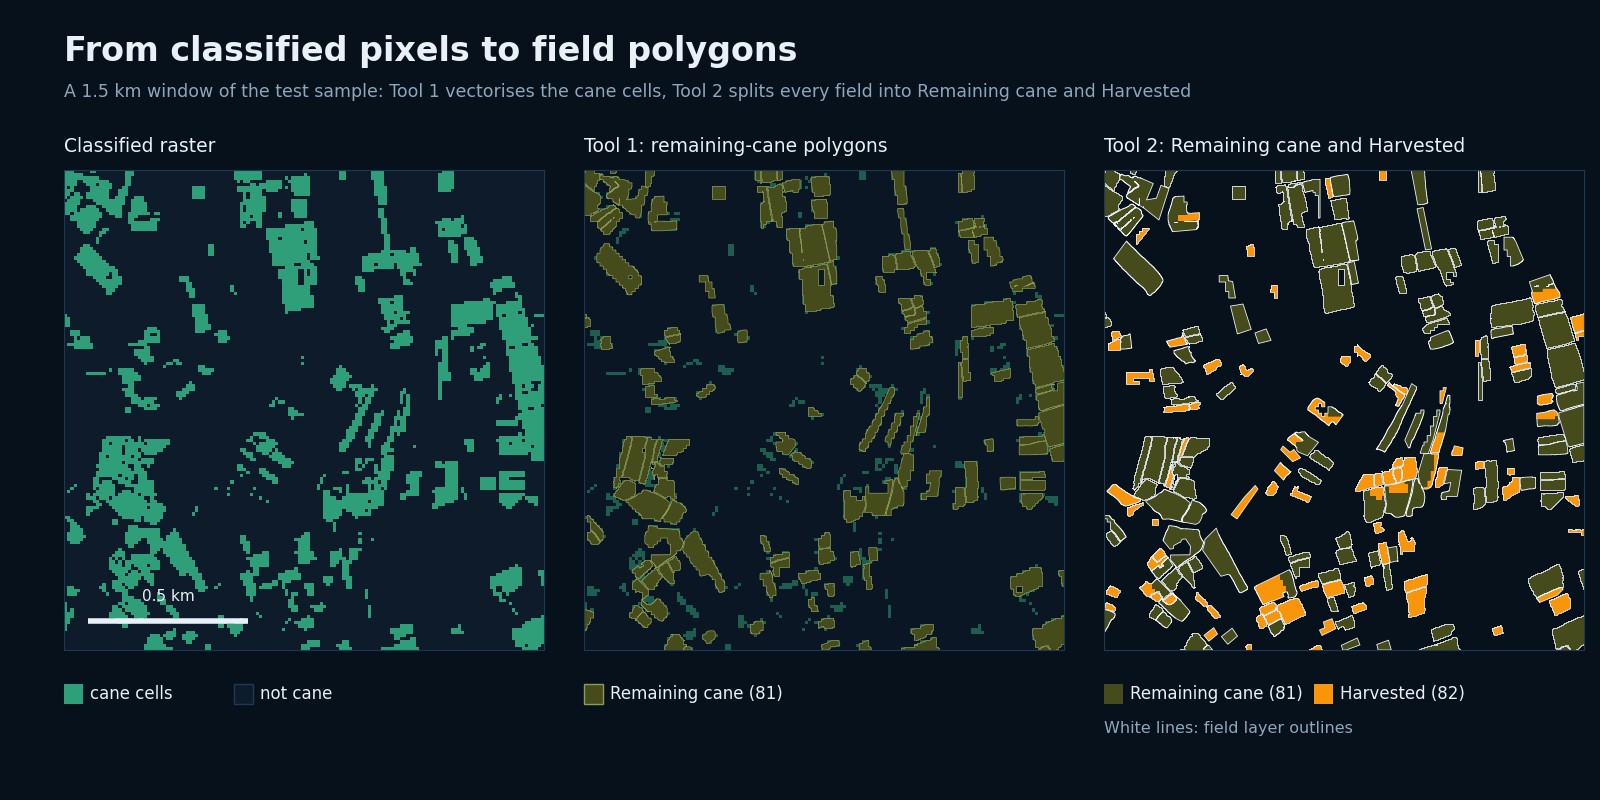 From classified pixels to field polygons
A 1.5 km window of the test sample: Tool 1 vectorises the cane cells, Tool 2 splits every field into Remaining cane and Harvested
Classified raster
Tool 1: remaining-cane polygons
Tool 2: Remaining cane and Harvested
0.5 km
cane cells
not cane
Remaining cane (81)
Remaining cane (81)
Harvested (82)
White lines: field layer outlines